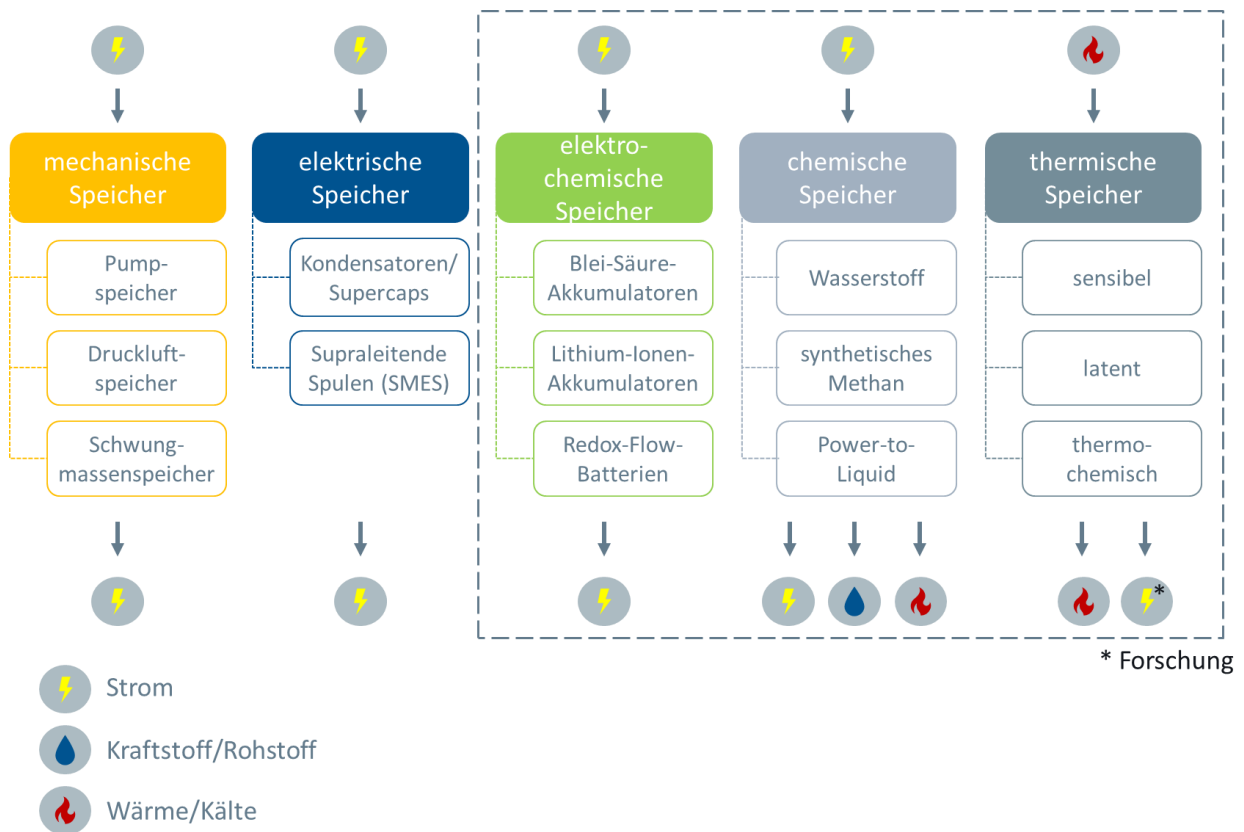 mechanische
Speicher
Pump-
speicher
Druckluft-
speicher
Schwung-
massenspeicher
elektrische
Speicher
Kondensatoren/
Supercaps
Supraleitende
Spulen (SMES)
elektro-
chemische
Speicher
Blei-Säure-
Akkumulatoren
Lithium-Ionen-
Akkumulatoren
Redox-Flow-
Batterien
chemische
Speicher
Wasserstoff
synthetisches
Methan
Power-to-
Liquid
thermische
Speicher
sensibel
latent
thermo-
chemisch
*
* Forschung
Strom
Kraftstoff/Rohstoff
Wärme/Kälte